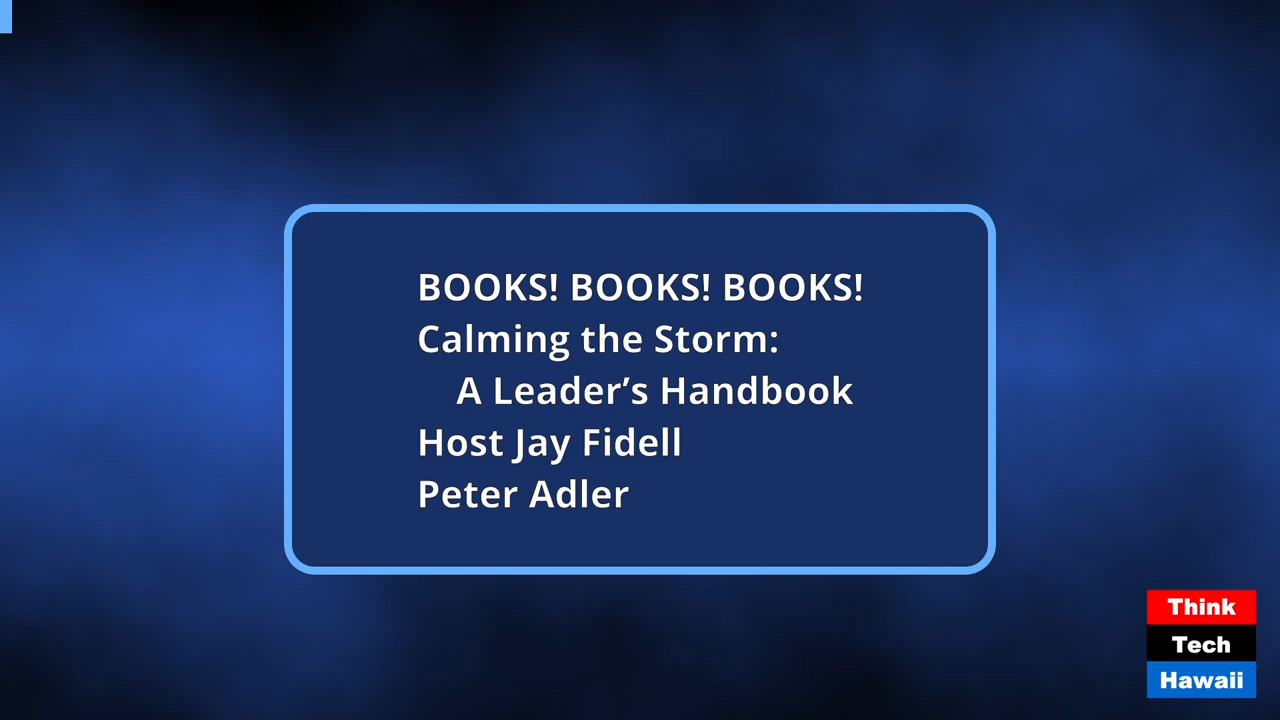 BOOKS! BOOKS! BOOKS!
Calming the Storm:
A Leader’s Handbook
Host Jay Fidell
Peter Adler
Think
Tech
Hawaii